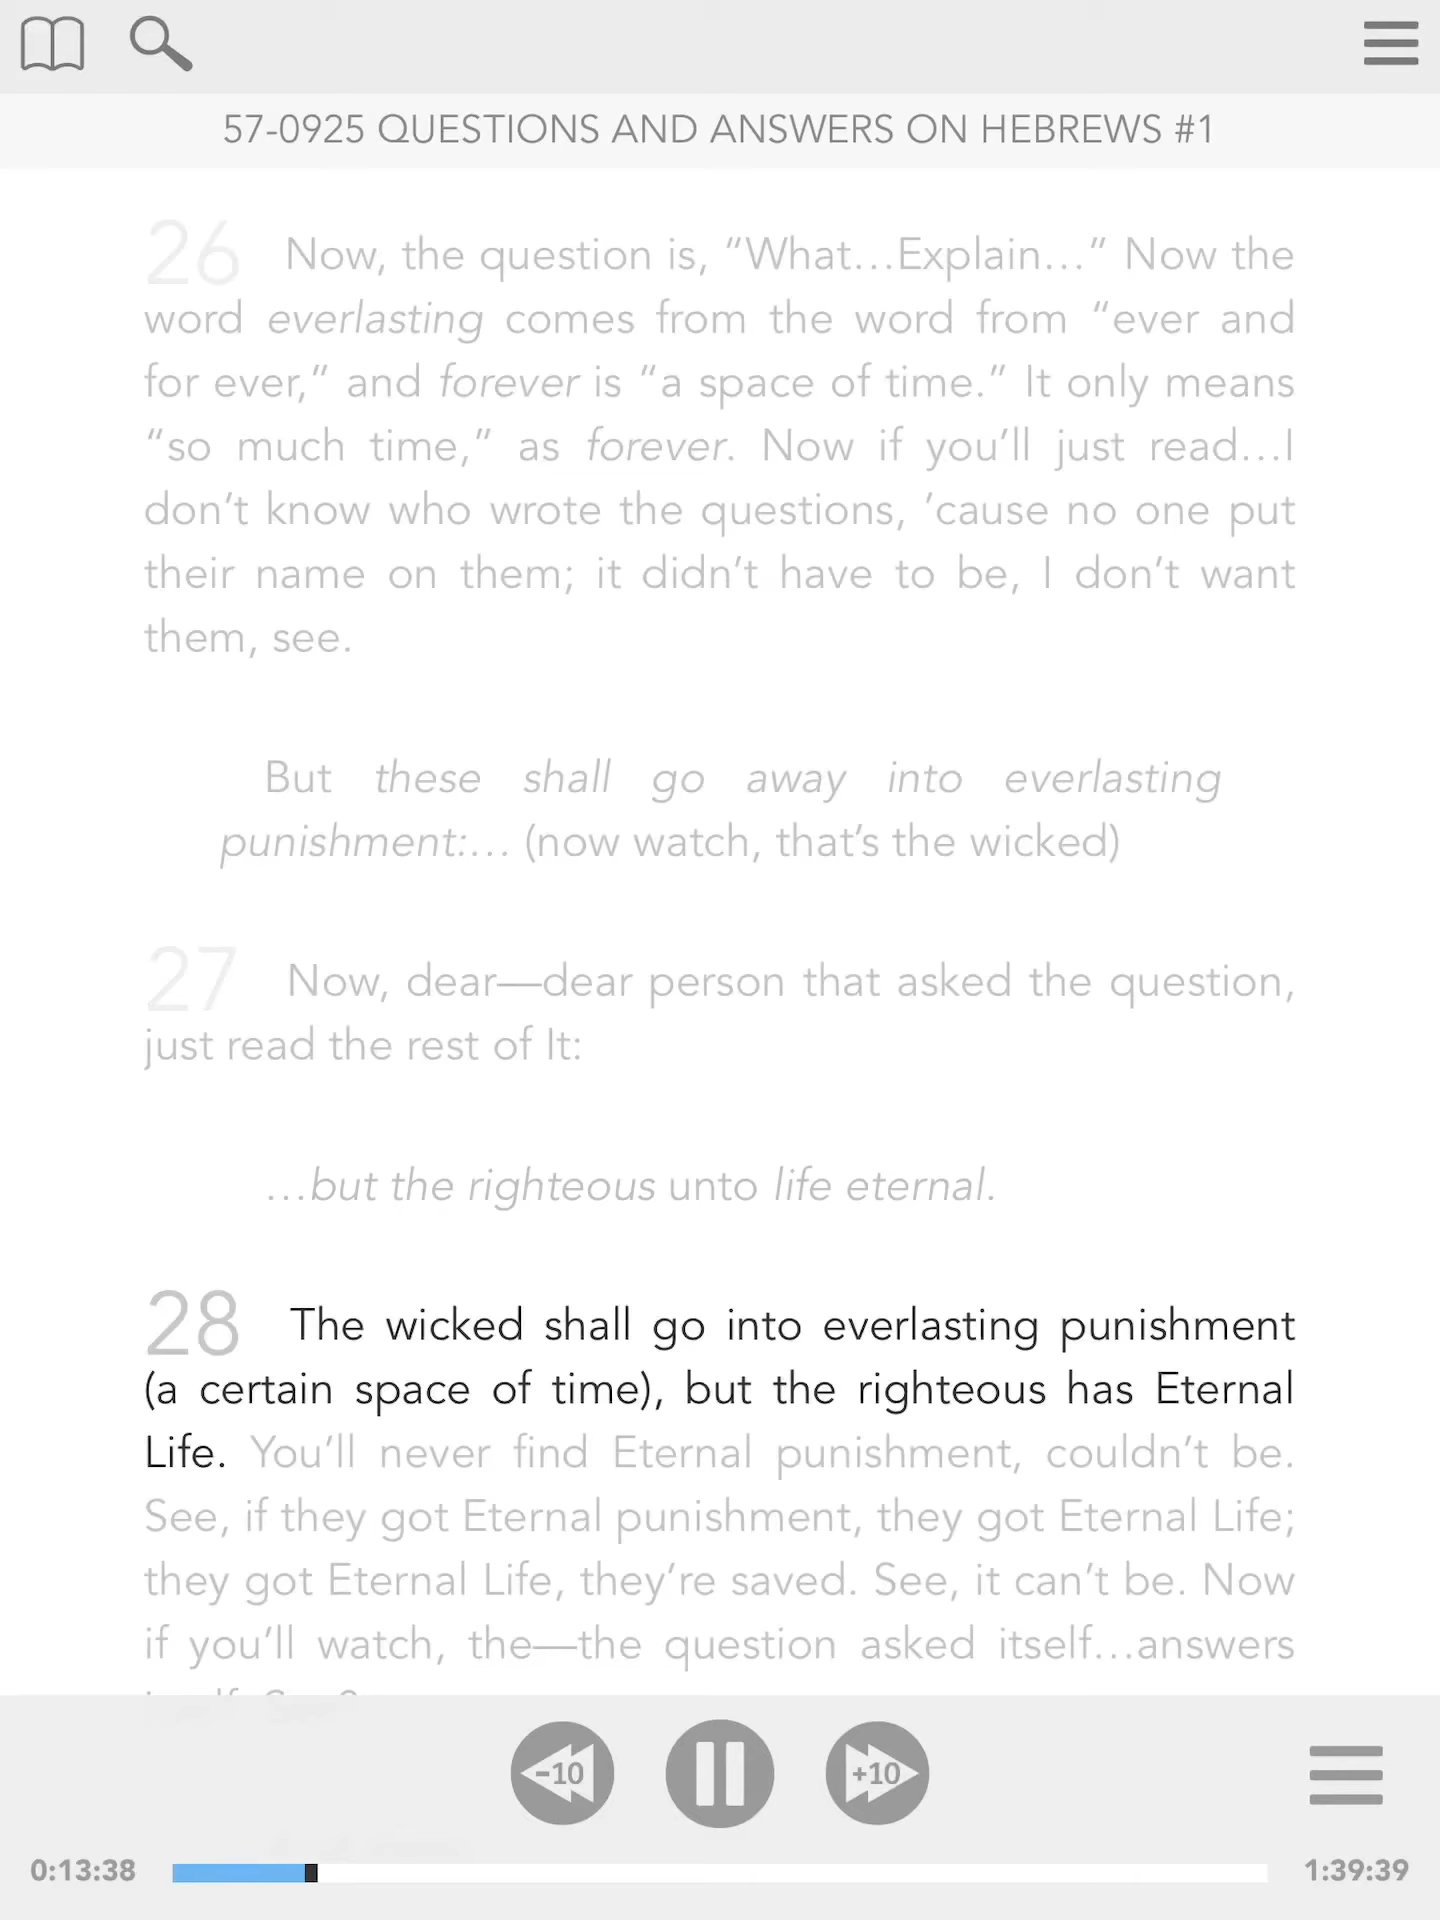 57-0925 QUESTIONS AND ANSWERS ON HEBREWS #1
26 Now, the question is, “What…Explain…” Now the
word everlasting comes from the word from “ever and
for ever,” and forever is “a space of time.” It only means
“so much time,” as forever. Now if you’ll just read…I
don’t know who wrote the questions, ’cause no one put
their name on them; it didn’t have to be, I don’t want
them, see.
But these shall go away into everlasting
punishment:… (now watch, that’s the wicked)
27 Now, dear—dear person that asked the question,
just read the rest of It:
…but the righteous unto life eternal.
28 The wicked shall go into everlasting punishment
(a certain space of time), but the righteous has Eternal
Life. You’ll never find Eternal punishment, couldn’t be.
See, if they got Eternal punishment, they got Eternal Life;
they got Eternal Life, they’re saved. See, it can’t be. Now
if you’ll watch, the—the question asked itself…answers
-10 +10
0:13:38 1:39:39